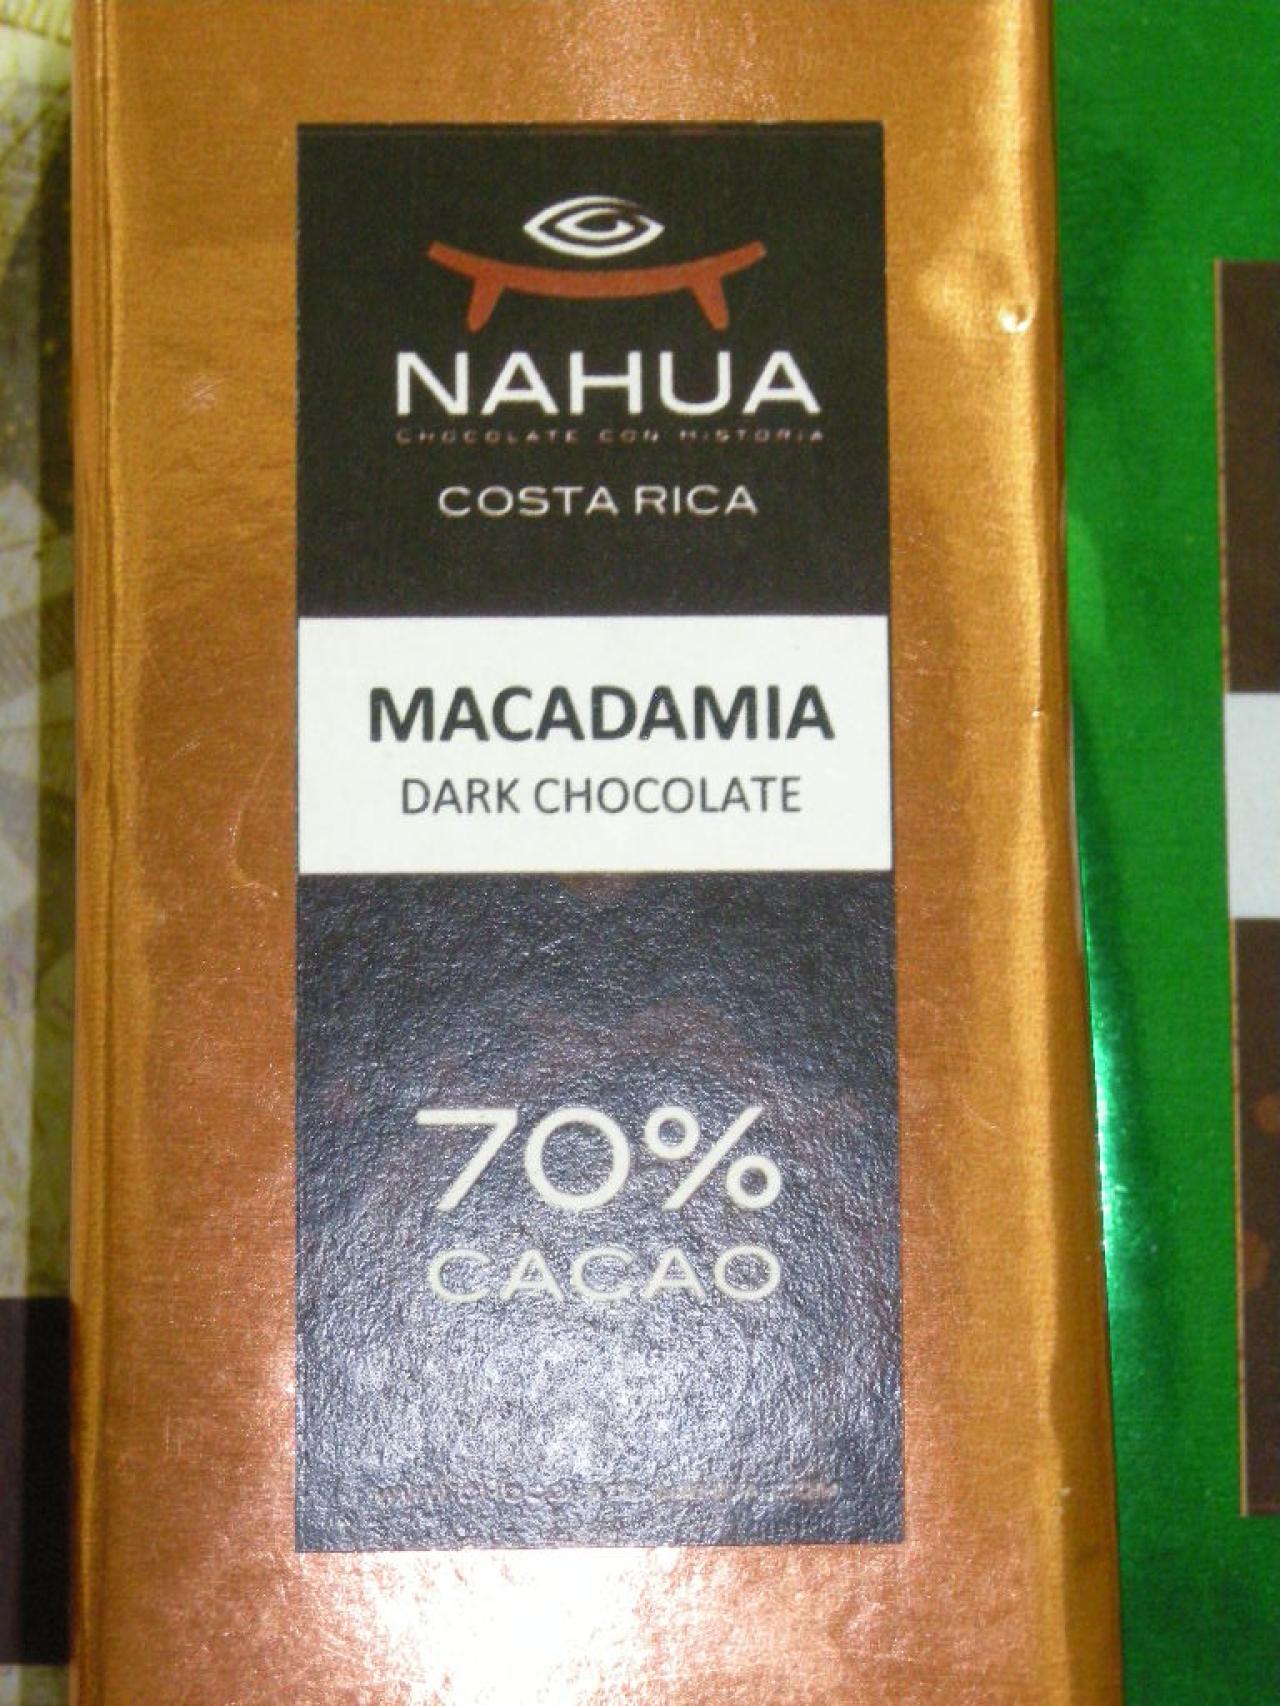 NAHUA
CHOCOLATE CON HISTORIA
COSTA RICA
MACADAMIA
DARK CHOCOLATE
70%
CACAO